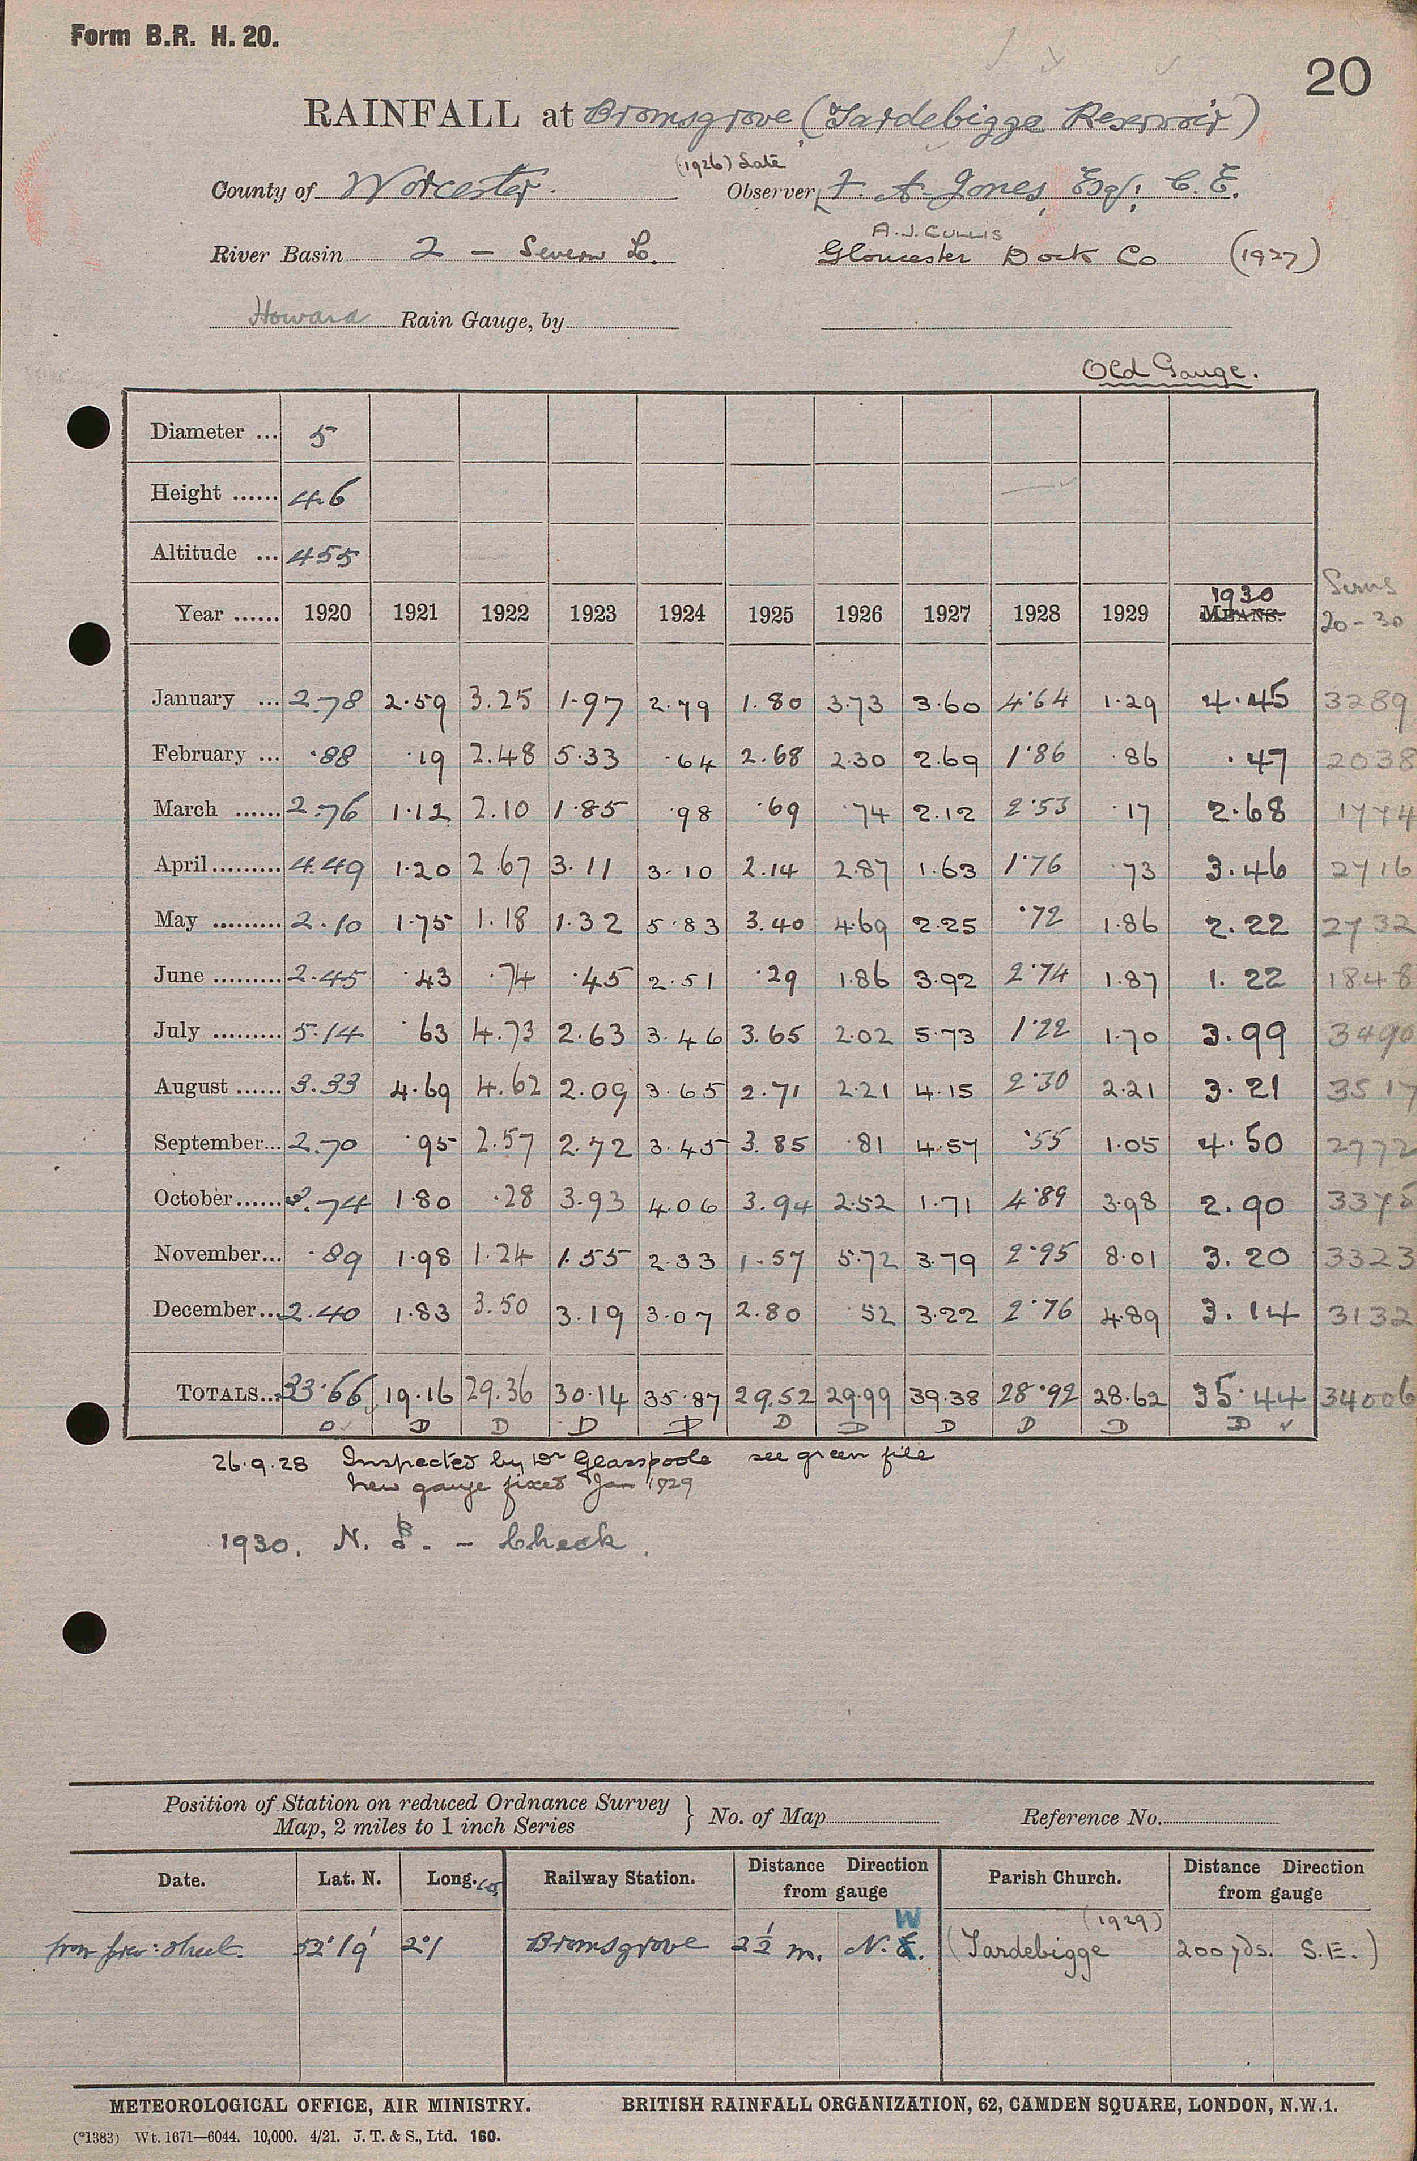 Form B.R. H. 20.
20
RAINFALL at Bromsgrove (Tardebigge Reservoir)
(1926) Late
County of Worcester. Observer, F. A. Jones, Esq; C. E.
A. J. CULLIS
River Basin 2 - Severn L. Gloucester Dock Co (1927)
Howard Rain Gauge, by
Old Gauge.
Diameter ... 5
Height ...... 4.6
Altitude ... 455
Year ...... 1920 1921 1922 1923 1924 1925 1926 1927 1928 1929 1930 MEANS. Sums 20-30
January ... 2.78 2.59 3.25 1.97 2.79 1.80 3.73 3.60 4.64 1.29 4.45 3289
February ... .88 .19 2.48 5.33 .64 2.68 2.30 2.69 1.86 .86 .47 2038
March ...... 2.76 1.12 2.10 1.85 .98 .69 .74 2.12 2.53 .17 2.68 1774
April ......... 4.49 1.20 2.67 3.11 3.10 2.14 2.87 1.63 1.76 .73 3.46 2716
May ......... 2.10 1.75 1.18 1.32 5.83 3.40 4.69 2.25 .72 1.86 2.22 2732
June ......... 2.45 .43 .74 .45 2.51 .29 1.86 3.92 2.74 1.87 1.22 1848
July ......... 5.14 .63 4.73 2.63 3.46 3.65 2.02 5.73 1.22 1.70 3.99 3490
August ...... 3.33 4.69 4.62 2.09 3.65 2.71 2.21 4.15 2.30 2.21 3.21 3517
September... 2.70 .95 2.57 2.72 3.45 3.85 .81 4.57 .55 1.05 4.50 2772
October...... 3.74 1.80 .28 3.93 4.06 3.94 2.52 1.71 4.89 3.98 2.90 3375
November... .89 1.98 1.24 1.55 2.33 1.57 5.72 3.79 2.95 8.01 3.20 3323
December... 2.40 1.83 3.50 3.19 3.07 2.80 .52 3.22 2.76 4.89 3.14 3132
TOTALS... 33.66 19.16 29.36 30.14 35.87 29.52 29.99 39.38 28.92 28.62 35.44 34006
D D D D D D D D D D D
26.9.28 Inspected by Dr Glasspoole see green file
New gauge fixed Jan 1929
1930. N. - Check.
Position of Station on reduced Ordnance Survey
Map, 2 miles to 1 inch Series } No. of Map Reference No.
Date. Lat. N. Long. W. Railway Station. Distance Direction from gauge Parish Church. Distance Direction from gauge
from prev: sheet. 52°19' 2°1 Bromsgrove 2½ m. N. E. W (Tardebigge (1929) 200 yds. S.E.)
METEOROLOGICAL OFFICE, AIR MINISTRY. BRITISH RAINFALL ORGANIZATION, 62, CAMDEN SQUARE, LONDON, N.W.1.
(*1383) Wt. 1671—6044. 10,000. 4/21. J. T. & S., Ltd. 160.